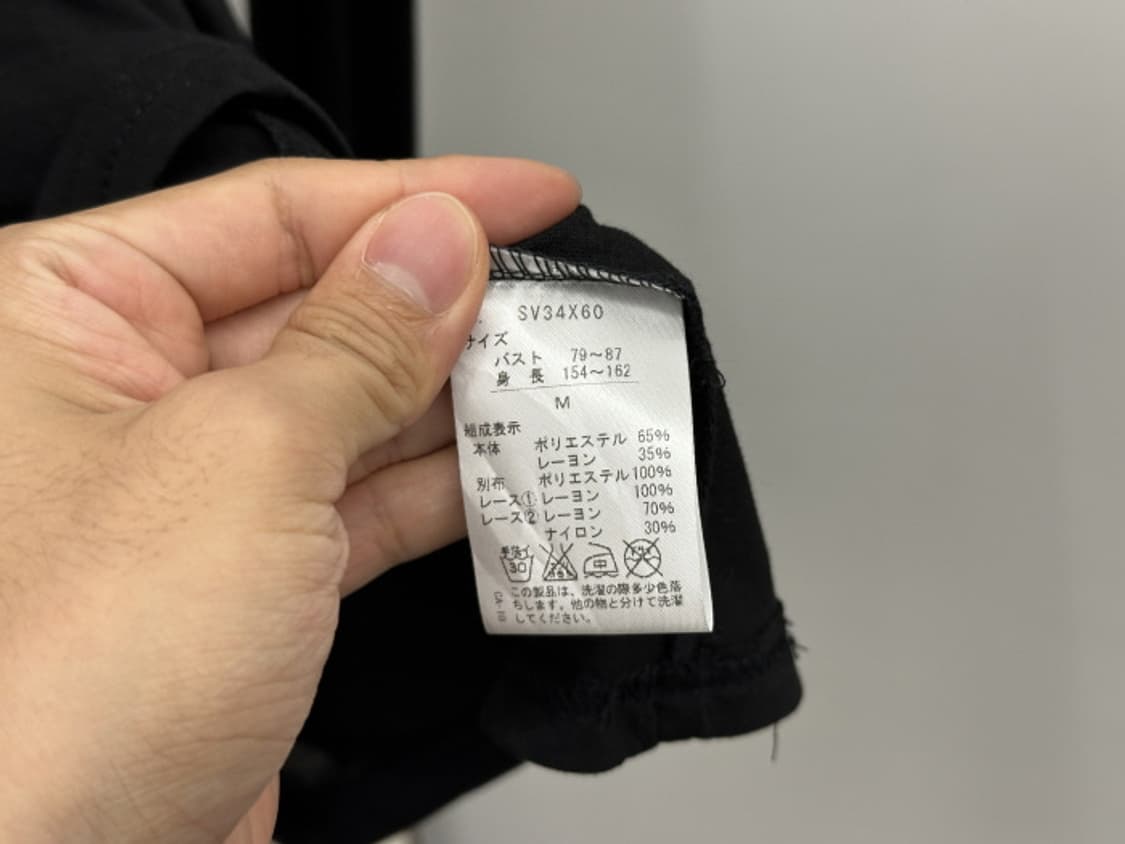 SV34X60
サイズ
バスト 79～87
身長 154～162
M
組成表示
本体 ポリエステル 65%
レーヨン 35%
別布 ポリエステル 100%
レース① レーヨン 100%
レース② レーヨン 70%
ナイロン 30%
手洗イ 30 中
この製品は、洗濯の際多少色落
ちします。他の物と分けて洗濯
してください。